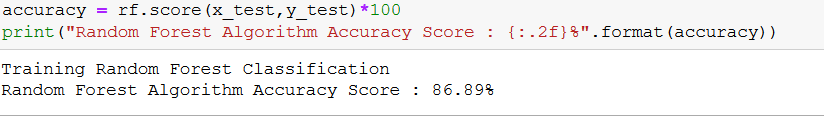 accuracy = rf.score(x_test,y_test)*100
print("Random Forest Algorithm Accuracy Score : {:.2f}%".format(accuracy))
Training Random Forest Classification
Random Forest Algorithm Accuracy Score : 86.89%